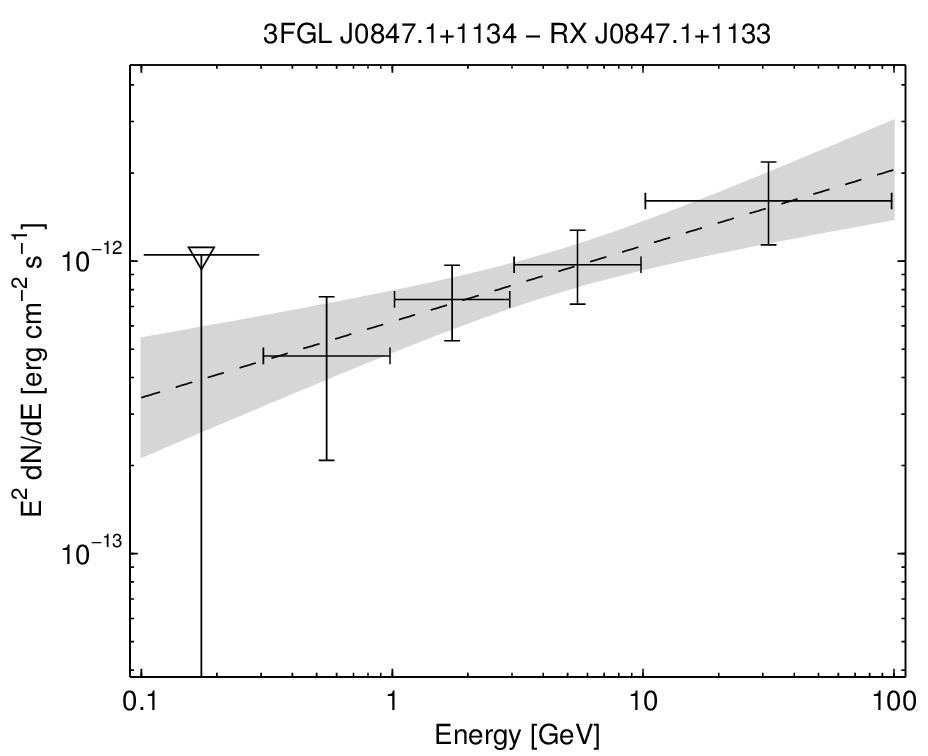 3FGL J0847.1+1134 − RX J0847.1+1133
E² dN/dE [erg cm⁻² s⁻¹]
10⁻¹²
10⁻¹³
0.1 1 10 100
Energy [GeV]